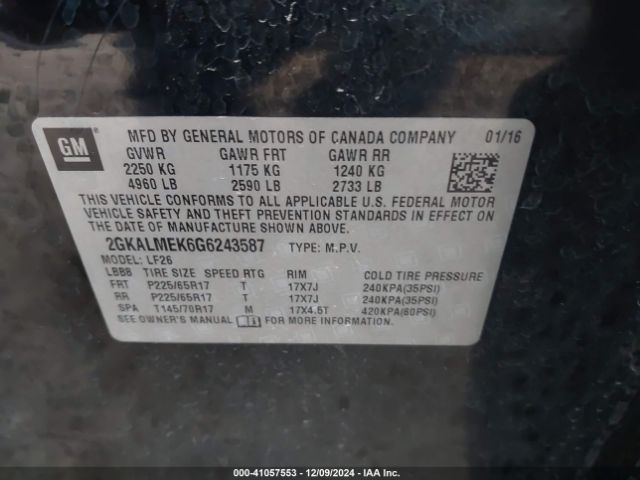 GM MFD BY GENERAL MOTORS OF CANADA COMPANY 01/16
GVWR GAWR FRT GAWR RR
2250 KG 1175 KG 1240 KG
4960 LB 2590 LB 2733 LB
THIS VEHICLE CONFORMS TO ALL APPLICABLE U.S. FEDERAL MOTOR
VEHICLE SAFETY AND THEFT PREVENTION STANDARDS IN EFFECT ON
THE DATE OF MANUFACTURE SHOWN ABOVE.
2GKALMEK6G6243587 TYPE: M.P.V.
MODEL: LF26
LBB8 TIRE SIZE SPEED RTG RIM COLD TIRE PRESSURE
FRT P225/65R17 T 17X7J 240KPA(35PSI)
RR P225/65R17 T 17X7J 240KPA(35PSI)
SPA T145/70R17 M 17X4.5T 420KPA(60PSI)
SEE OWNER'S MANUAL FOR MORE INFORMATION.
000-41057553 - 12/09/2024 - IAA Inc.